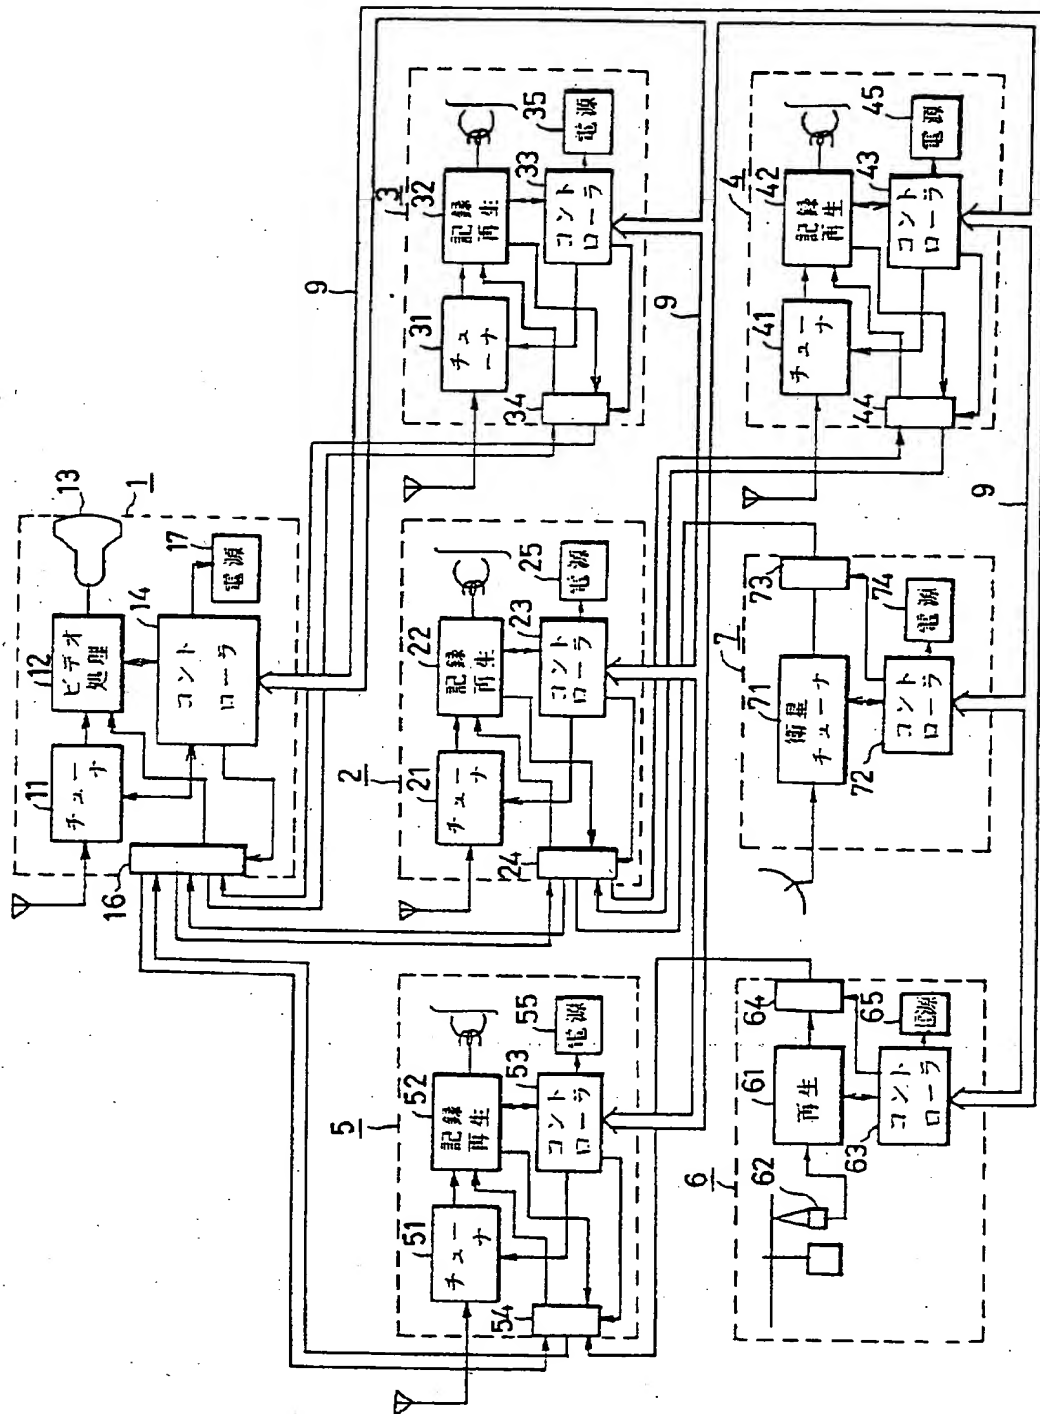 1
11
チューナ
12
ビデオ
処理
13
14
コント
ローラ
16
17
電源
9
2
21
チューナ
22
記録
再生
23
コント
ローラ
24
25
電源
3
31
チューナ
32
記録
再生
33
コント
ローラ
34
35
電源
9
5
51
チューナ
52
記録
再生
53
コント
ローラ
54
55
電源
4
41
チューナ
42
記録
再生
43
コント
ローラ
44
45
電源
6
61
再生
62
63
コント
ローラ
64
65
電源
7
71
衛星
チューナ
72
コント
ローラ
73
74
電源
9